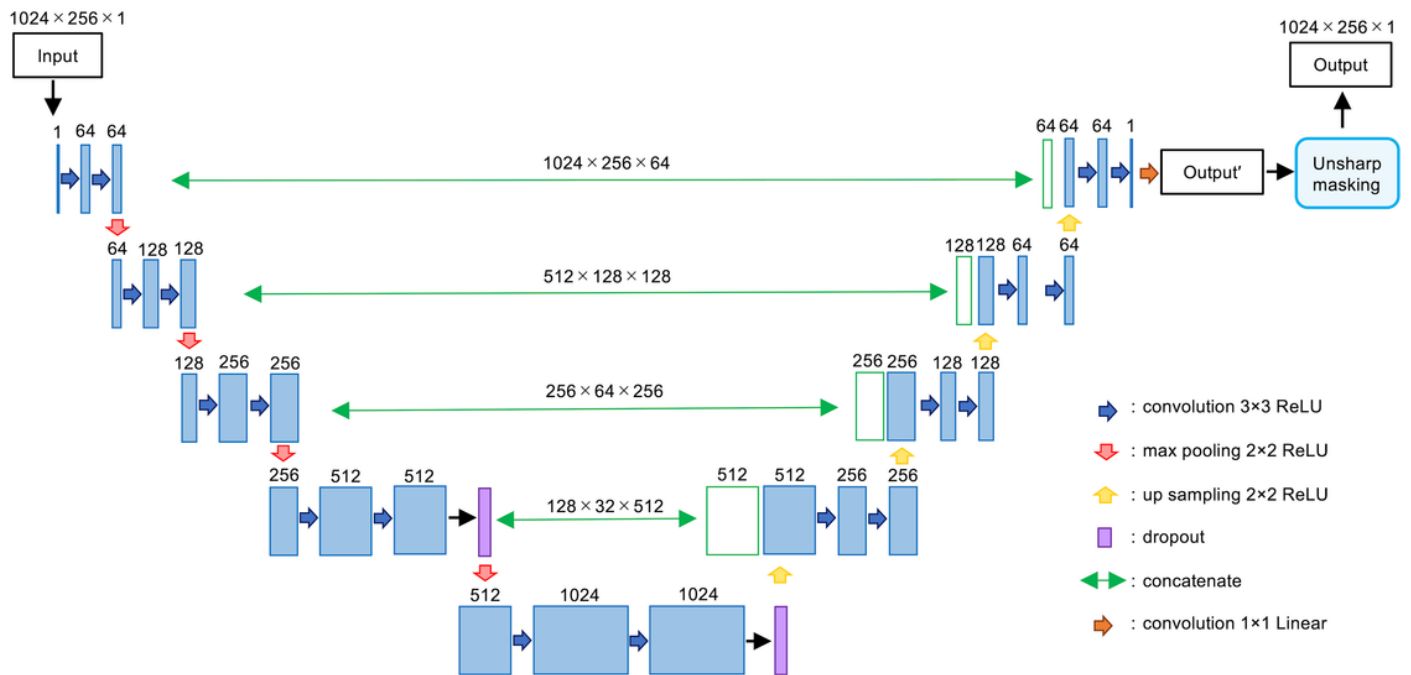 1024×256×1
Input
1 64 64
1024×256×64
64 64 64 1
Output′
Unsharp
masking
1024×256×1
Output
64 128 128
512×128×128
128 128 64 64
128 256 256
256×64×256
256 256 128 128
256 512 512
128×32×512
512 512 256 256
512 1024 1024
: convolution 3×3 ReLU
: max pooling 2×2 ReLU
: up sampling 2×2 ReLU
: dropout
: concatenate
: convolution 1×1 Linear